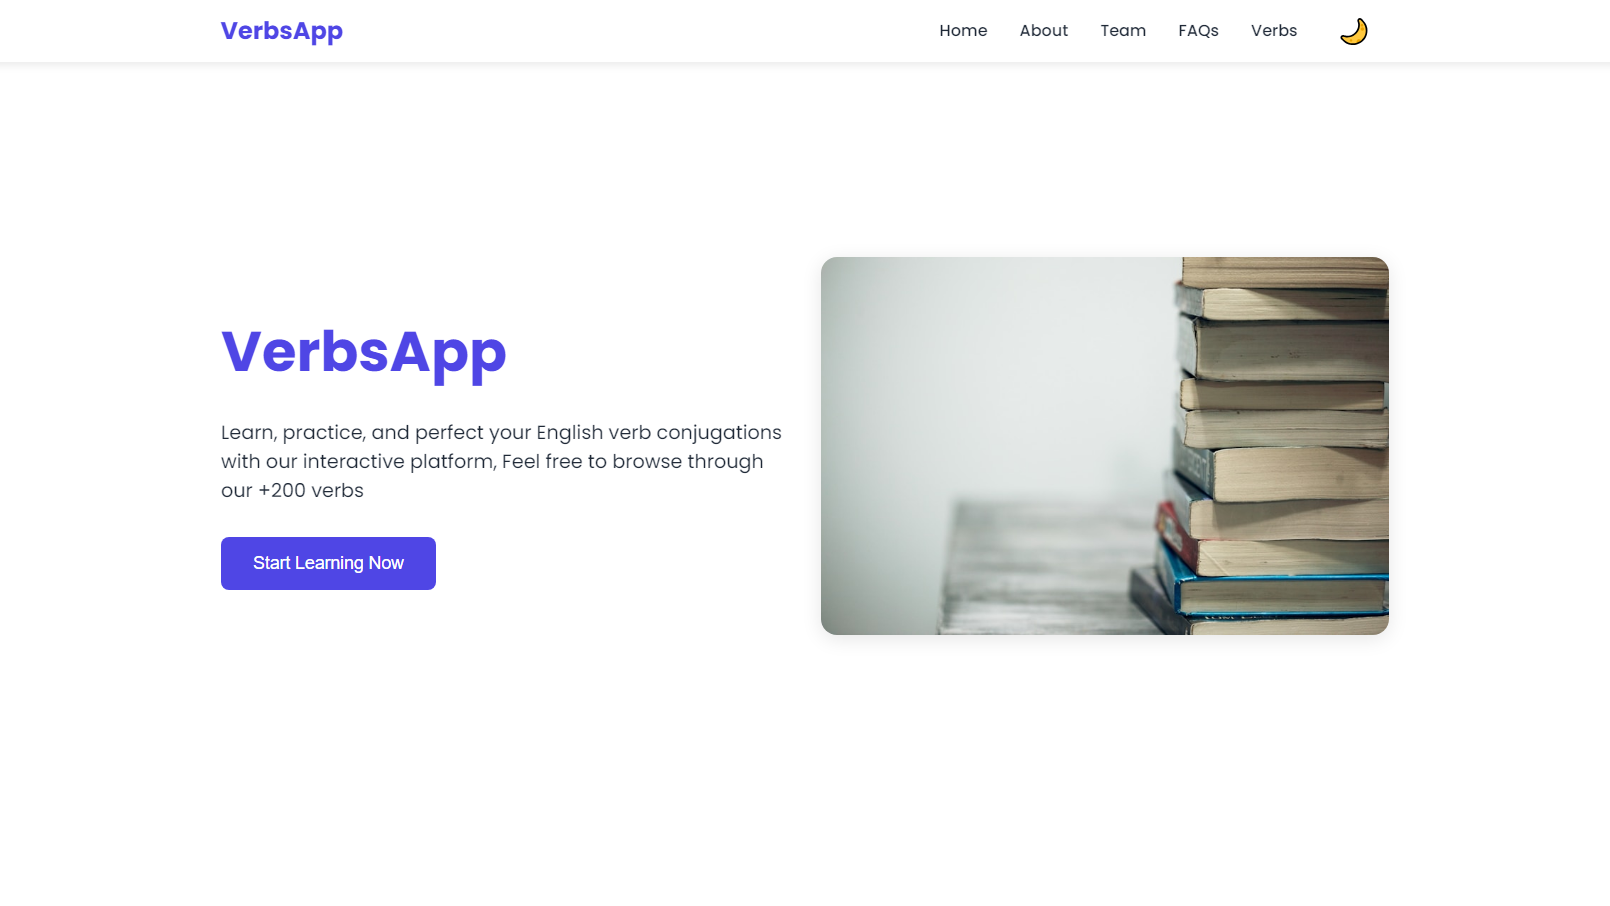 VerbsApp
Home About Team FAQs Verbs
VerbsApp
Learn, practice, and perfect your English verb conjugations
with our interactive platform, Feel free to browse through
our +200 verbs
Start Learning Now